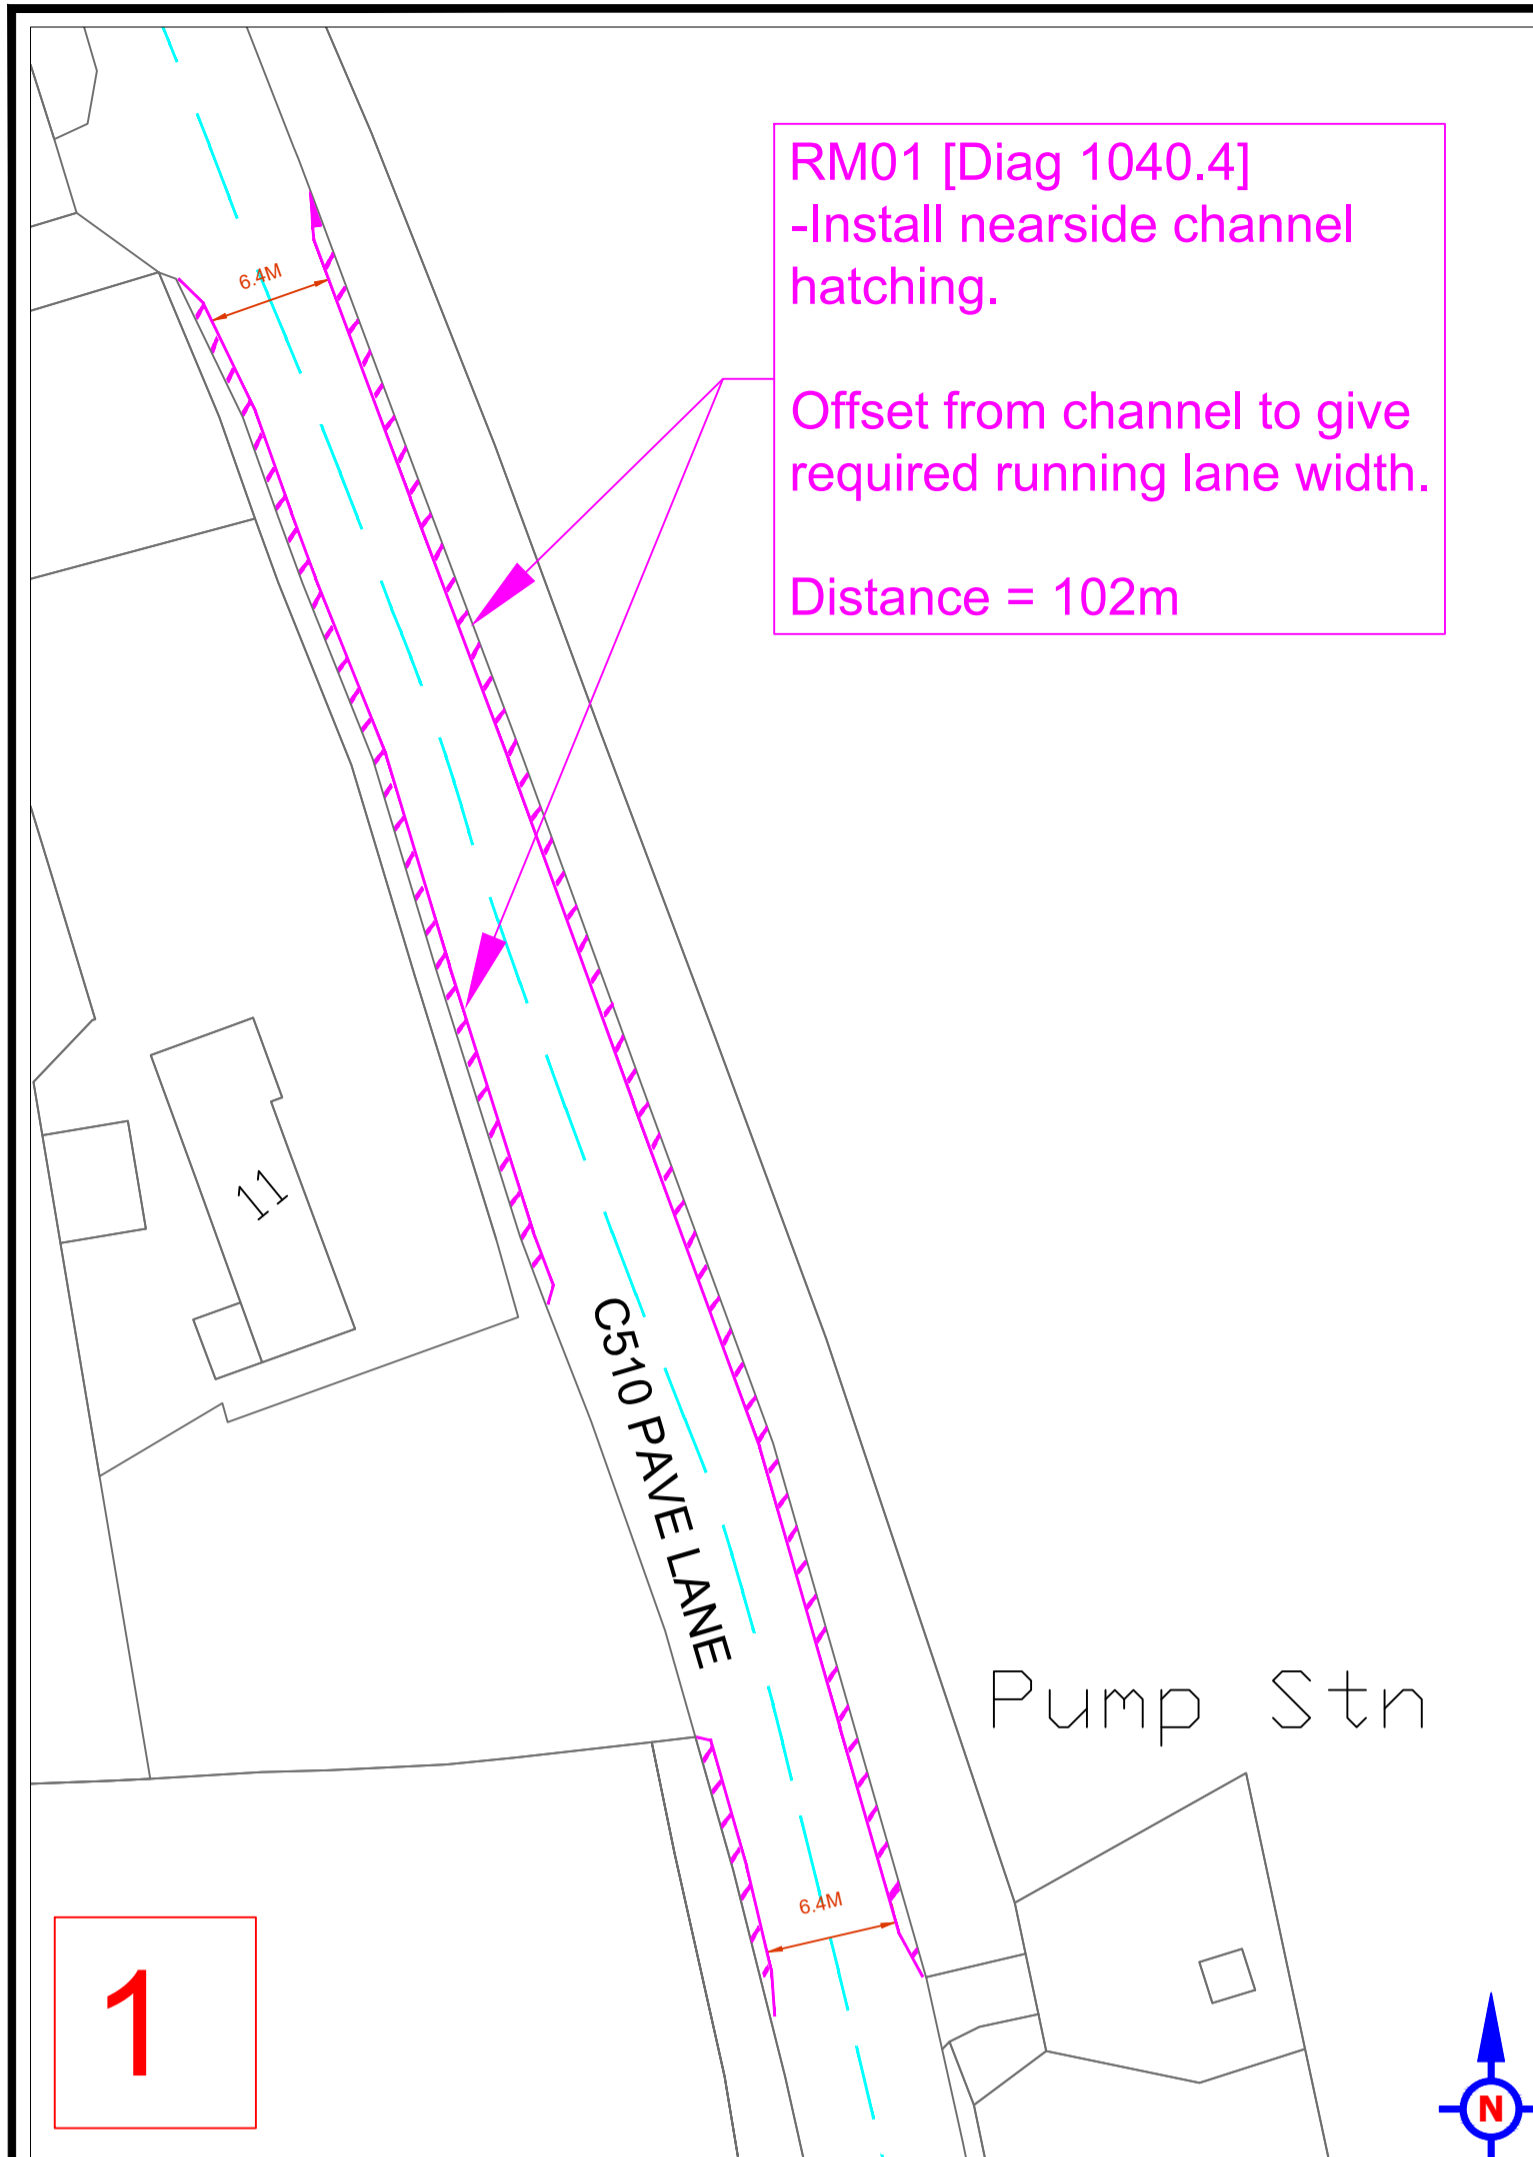 RM01 [Diag 1040.4]
-Install nearside channel
hatching.
Offset from channel to give
required running lane width.
Distance = 102m
6.4M
11
C510 PAVE LANE
Pump Stn
6.4M
1
N